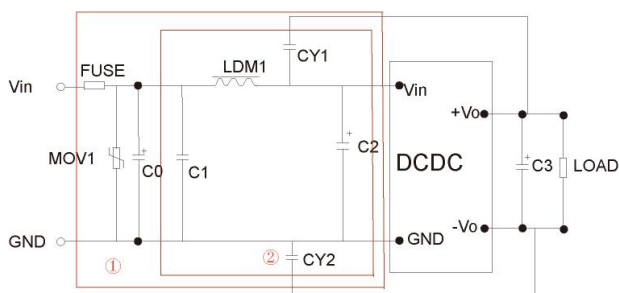 CY1
FUSE
LDM1
Vin
Vin
+Vo
MOV1
C0
C1
C2
DCDC
C3
LOAD
GND
GND
-Vo
①
②
CY2
+
+
+